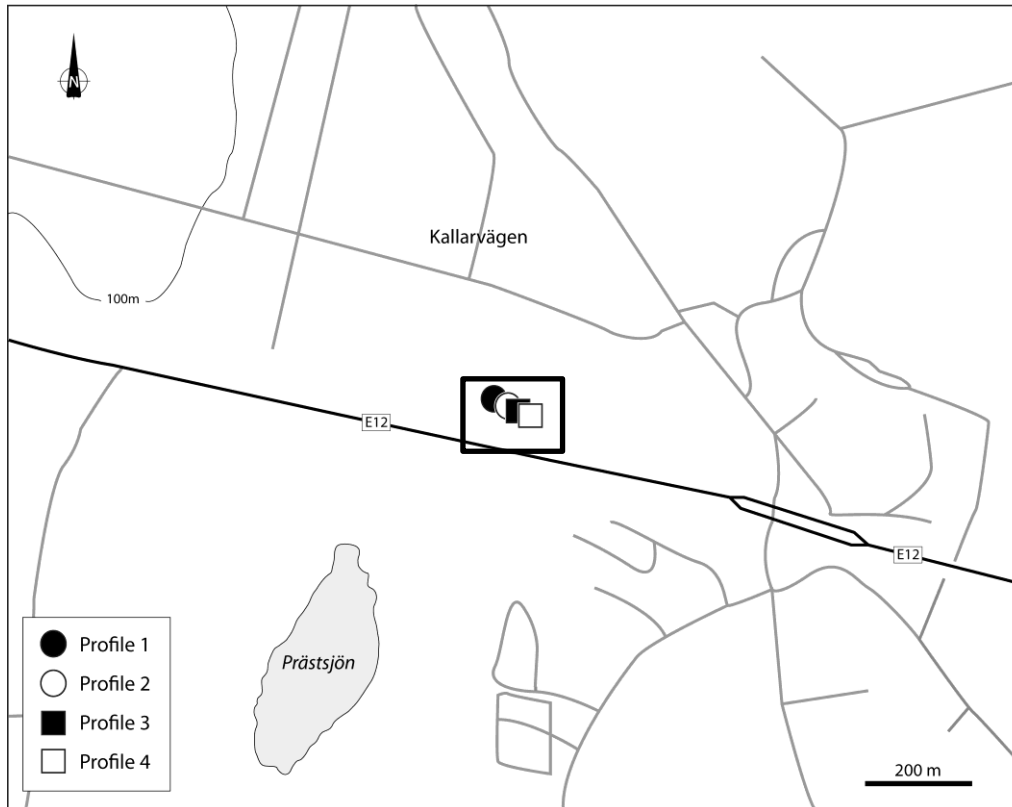 N
Kallarvägen
100m
E12
E12
Prästsjön
Profile 1
Profile 2
Profile 3
Profile 4
200 m